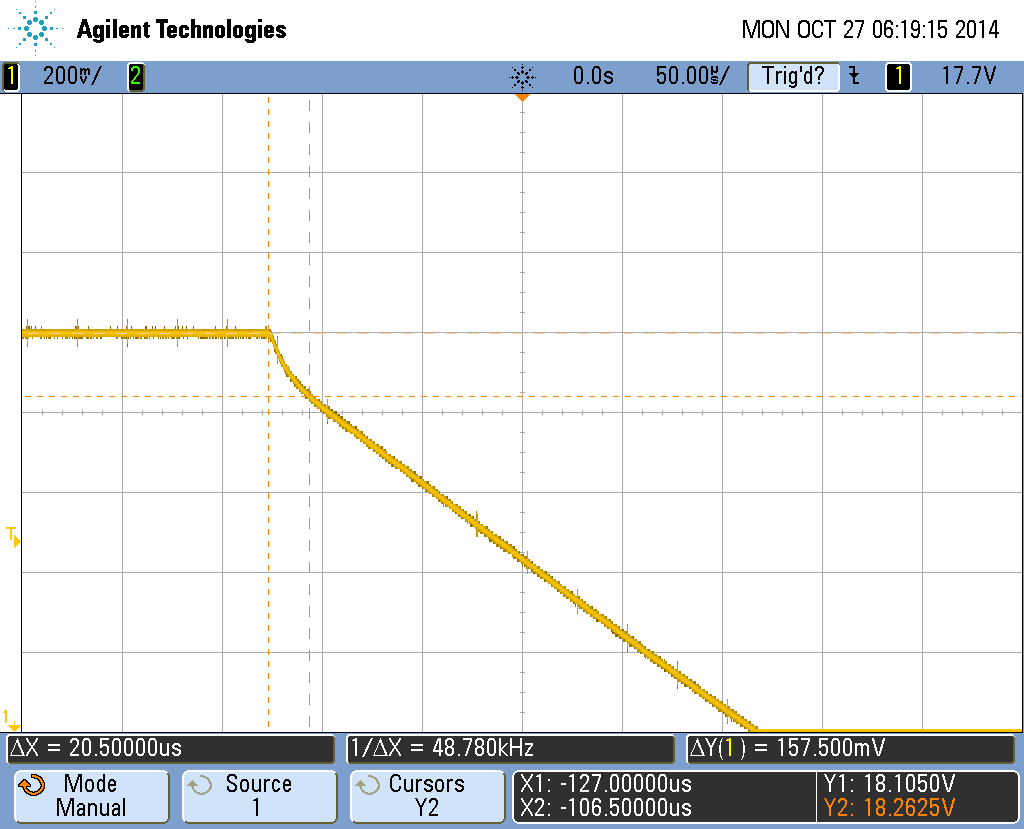 Agilent Technologies
MON OCT 27 06:19:15 2014
1 200mV/ 2 0.0s 50.00us/ Trig'd? 1 17.7V
T
1
ΔX = 20.50000us 1/ΔX = 48.780kHz ΔY(1) = 157.500mV
Mode
Manual
Source
1
Cursors
Y2
X1: -127.00000us
X2: -106.50000us
Y1: 18.1050V
Y2: 18.2625V